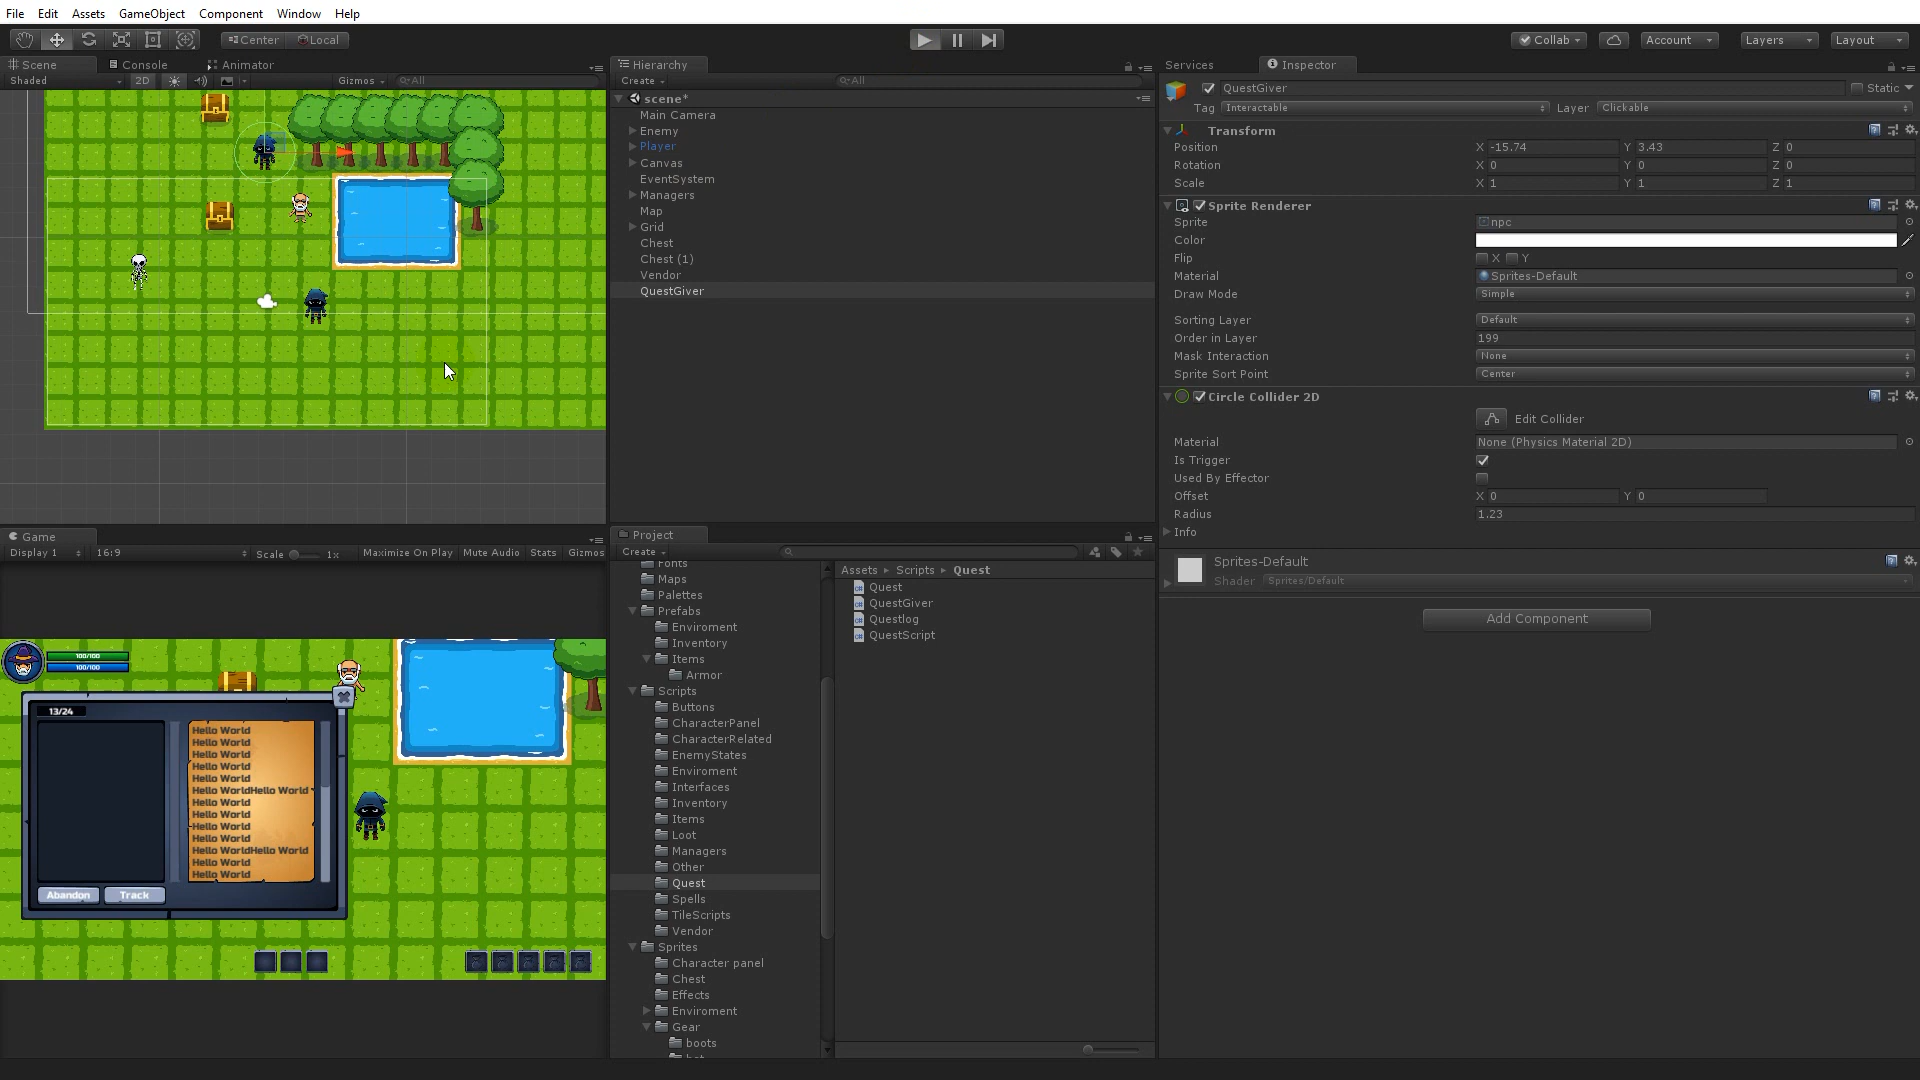 File Edit Assets GameObject Component Window Help
Center Local
Collab Account Layers Layout
Scene Console Animator
Shaded 2D Gizmos All
Hierarchy
Create All
scene*
Main Camera
Enemy
Player
Canvas
EventSystem
Managers
Map
Grid
Chest
Chest (1)
Vendor
QuestGiver
Services Inspector
QuestGiver Static
Tag Interactable Layer Clickable
Transform
Position X -15.74 Y 3.43 Z 0
Rotation X 0 Y 0 Z 0
Scale X 1 Y 1 Z 1
Sprite Renderer
Sprite npc
Color
Flip X Y
Material Sprites-Default
Draw Mode Simple
Sorting Layer Default
Order in Layer 199
Mask Interaction None
Sprite Sort Point Center
Circle Collider 2D
Edit Collider
Material None (Physics Material 2D)
Is Trigger
Used By Effector
Offset X 0 Y 0
Radius 1.23
Info
Sprites-Default
Shader Sprites/Default
Add Component
Game
Display 1 16:9 Scale 1x Maximize On Play Mute Audio Stats Gizmos
100/100
100/100
13/24
Hello World
Hello World
Hello World
Hello World
Hello World
Hello WorldHello World
Hello World
Hello World
Hello World
Hello World
Hello WorldHello World
Hello World
Hello World
Abandon Track
Project
Create
Fonts
Maps
Palettes
Prefabs
Enviroment
Inventory
Items
Armor
Scripts
Buttons
CharacterPanel
CharacterRelated
EnemyStates
Enviroment
Interfaces
Inventory
Items
Loot
Managers
Other
Quest
Spells
TileScripts
Vendor
Sprites
Character panel
Chest
Effects
Enviroment
Gear
boots
Assets Scripts Quest
Quest
QuestGiver
Questlog
QuestScript